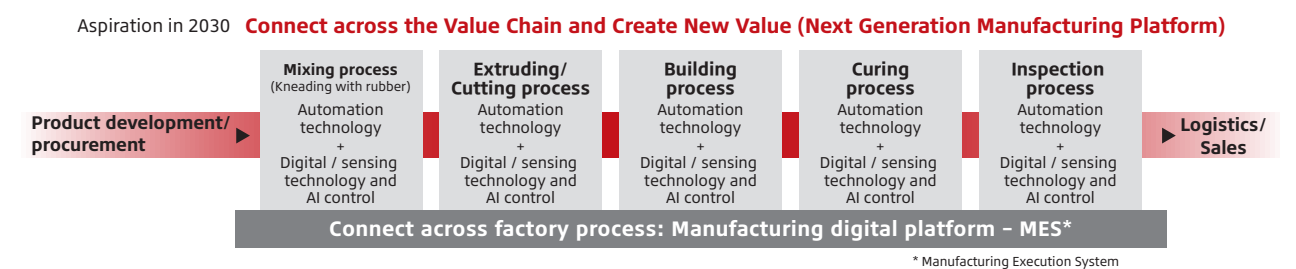 Aspiration in 2030 Connect across the Value Chain and Create New Value (Next Generation Manufacturing Platform)
Product development/
procurement
Mixing process
(Kneading with rubber)
Automation
technology
+
Digital / sensing
technology and
AI control
Extruding/
Cutting process
Automation
technology
+
Digital / sensing
technology and
AI control
Building
process
Automation
technology
+
Digital / sensing
technology and
AI control
Curing
process
Automation
technology
+
Digital / sensing
technology and
AI control
Inspection
process
Automation
technology
+
Digital / sensing
technology and
AI control
Logistics/
Sales
Connect across factory process: Manufacturing digital platform – MES*
* Manufacturing Execution System